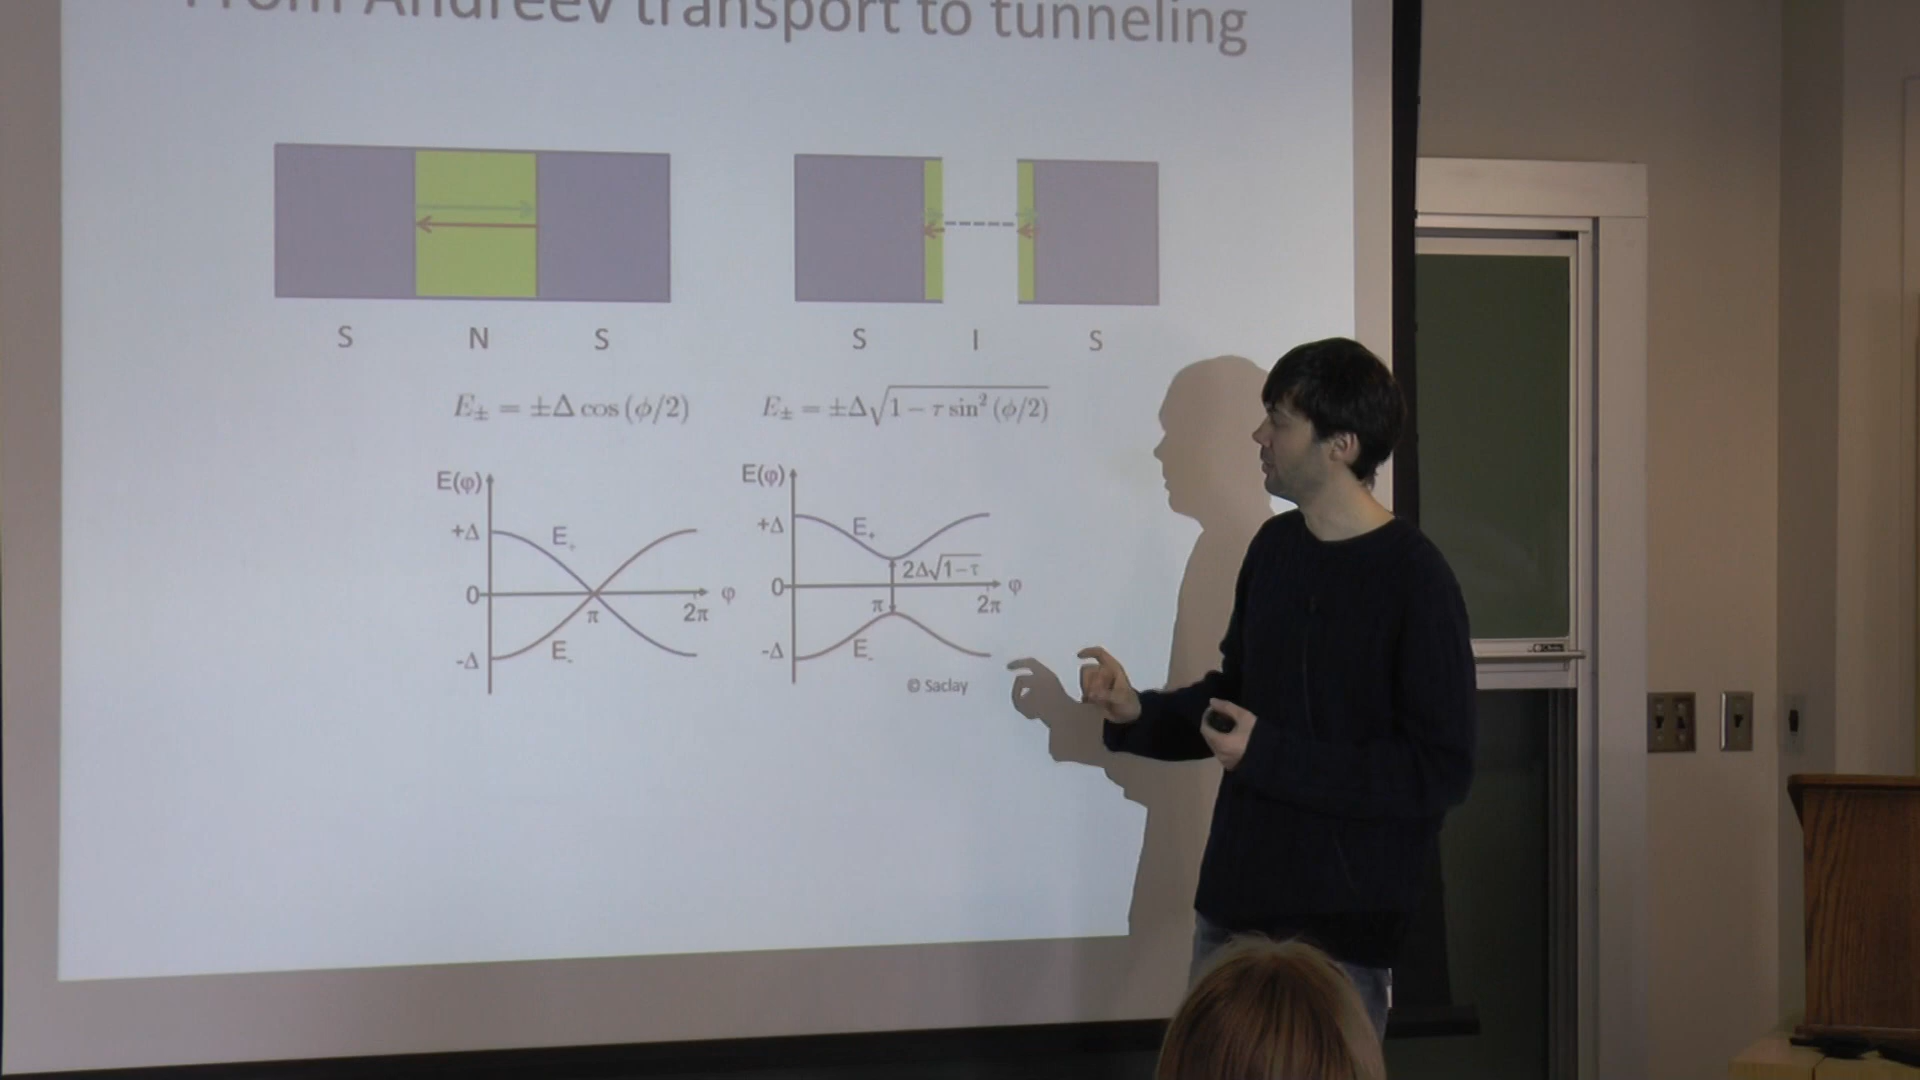 From Andreev transport to tunneling
S N S
S I S
E± = ±Δ cos (ϕ/2)
E± = ±Δ√1 − τ sin² (ϕ/2)
E(φ)
+Δ
E₊
0
π
2π
φ
-Δ
E₋
E(φ)
+Δ
E₊
2Δ√1−τ
0
π
2π
φ
-Δ
E₋
© Saclay